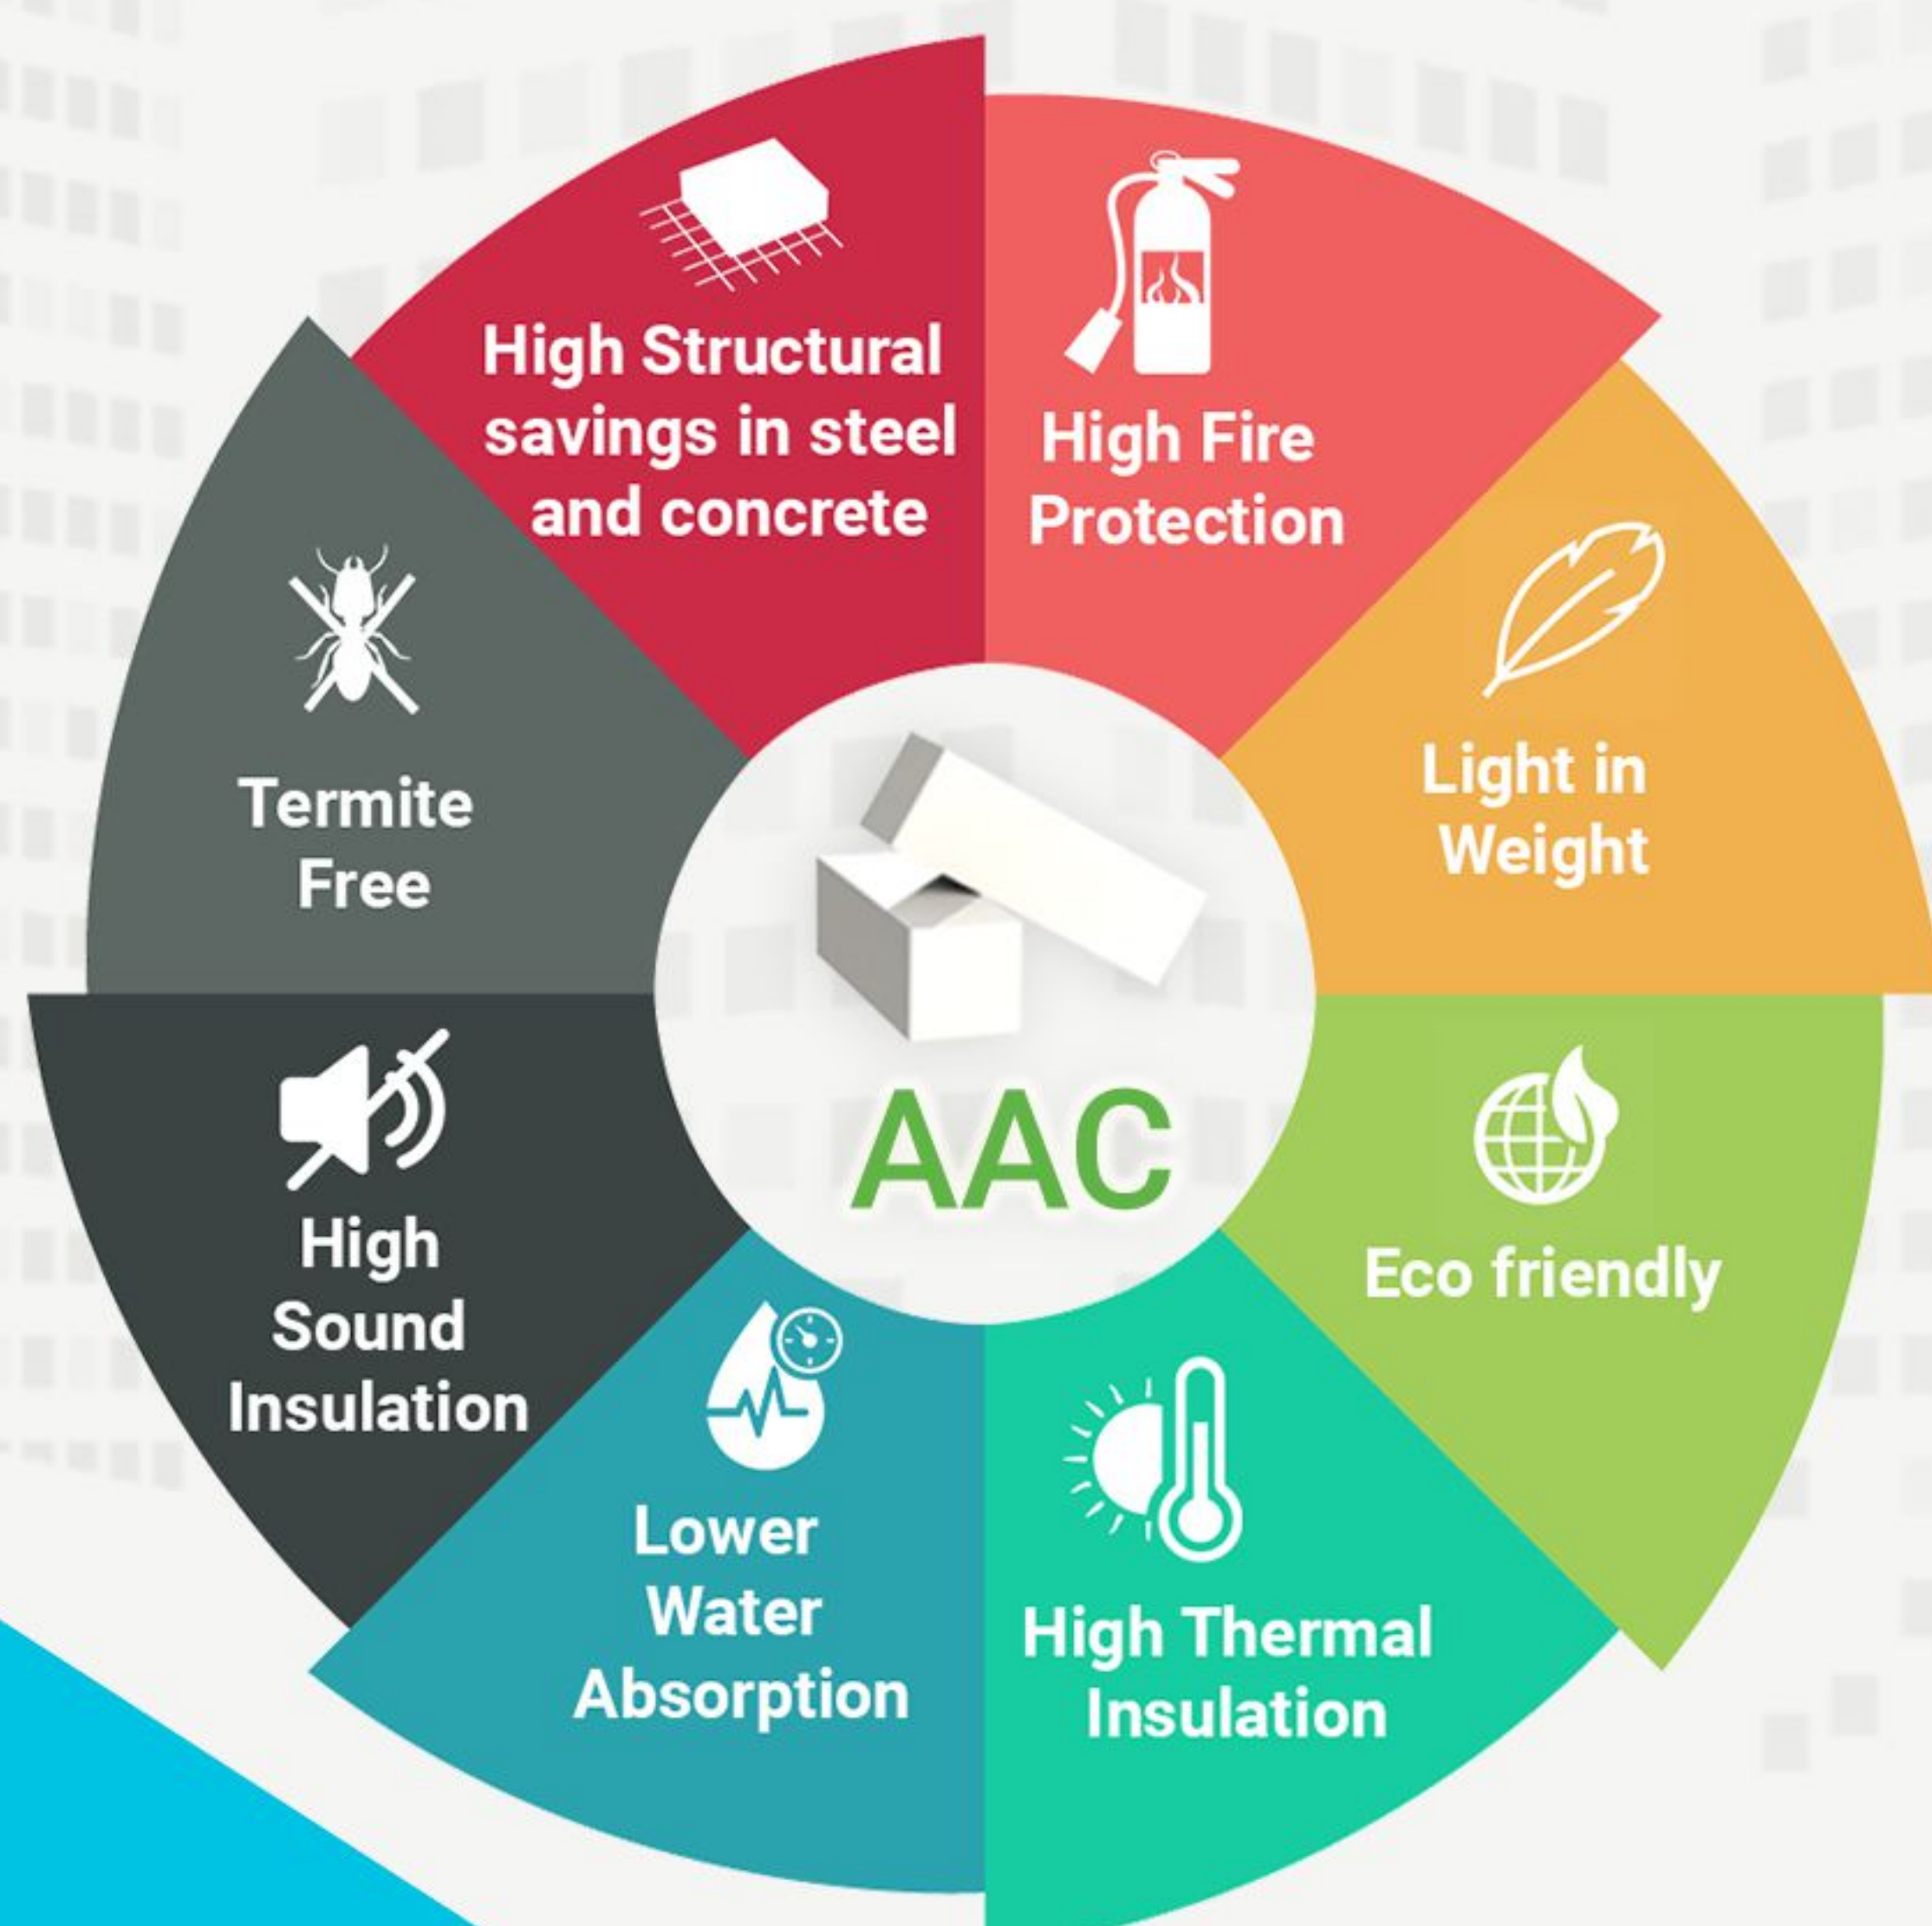 High Structural
savings in steel
and concrete
High Fire
Protection
Light in
Weight
Eco friendly
High Thermal
Insulation
Lower
Water
Absorption
High
Sound
Insulation
Termite
Free
AAC